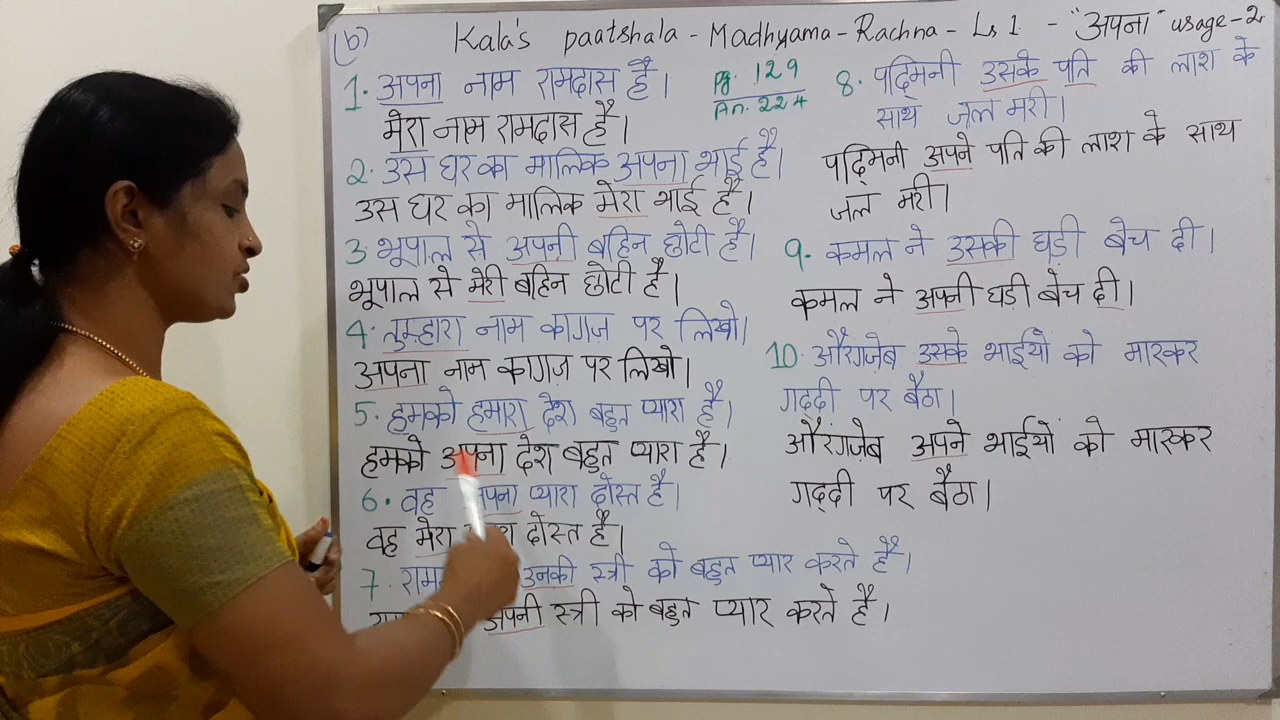 (b) Kala's paatshala - Madhyama - Rachna - Ls 1 - "अपना" usage - 2
Pg. 129
An. 224
1. अपना नाम रामदास है।
मेरा नाम रामदास है।
2. उस घर का मालिक अपना भाई है।
उस घर का मालिक मेरा भाई है।
3. भूपाल से अपनी बहिन छोटी है।
भूपाल से मेरी बहिन छोटी है।
4. तुम्हारा नाम कागज़ पर लिखो।
अपना नाम कागज़ पर लिखो।
5. हमको हमारा देश बहुत प्यारा है।
हमको अपना देश बहुत प्यारा है।
6. वह अपना प्यारा दोस्त है।
वह मेरा दोस्त है।
7. उनकी स्त्री को बहुत प्यार करते हैं।
अपनी स्त्री को बहुत प्यार करते हैं।
8. पद्मिनी उसके पति की लाश के
साथ जल मरी।
पद्मिनी अपने पति की लाश के साथ
जल मरी।
9. कमल ने उसकी घड़ी बेच दी।
कमल ने अपनी घड़ी बेच दी।
10. औरंगज़ेब उसके भाईयों को मारकर
गद्दी पर बैठा।
औरंगज़ेब अपने भाईयों को मारकर
गद्दी पर बैठा।